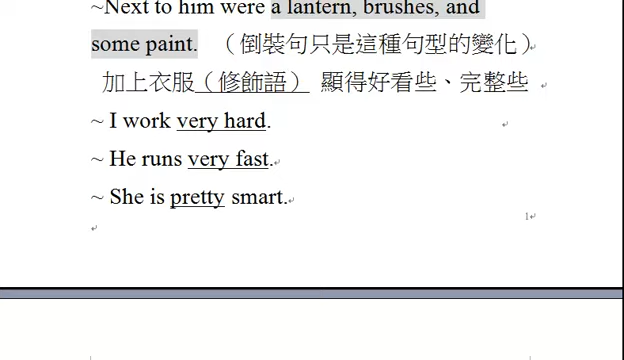 ~Next to him were a lantern, brushes, and
some paint. （倒裝句只是這種句型的變化）
加上衣服（修飾語） 顯得好看些、完整些
~ I work very hard.
~ He runs very fast.
~ She is pretty smart.
1